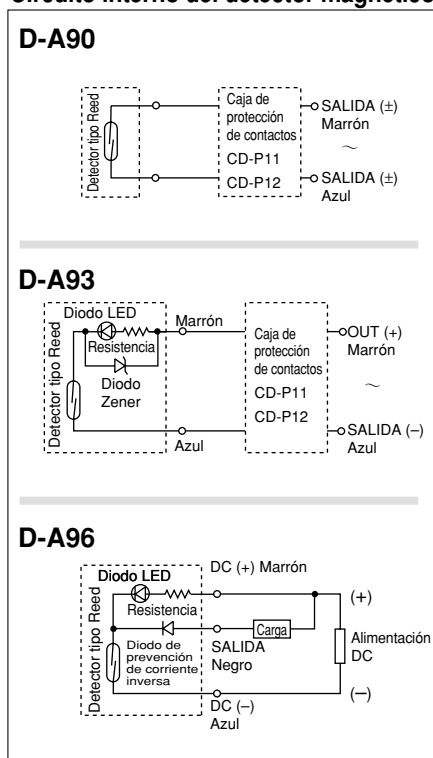 Circuito interno del detector magnético
D-A90
Detector tipo Reed
Caja de
protección
de contactos
CD-P11
CD-P12
SALIDA (±)
Marrón
～
SALIDA (±)
Azul
D-A93
Detector tipo Reed
Diodo LED
Resistencia
Diodo
Zener
Marrón
Azul
Caja de
protección
de contactos
CD-P11
CD-P12
OUT (+)
Marrón
～
SALIDA (–)
Azul
D-A96
Detector tipo Reed
Diodo LED
Resistencia
Diodo de
prevención
de corriente
inversa
DC (+) Marrón
Carga
SALIDA
Negro
DC (–)
Azul
(+)
Alimentación
DC
(–)